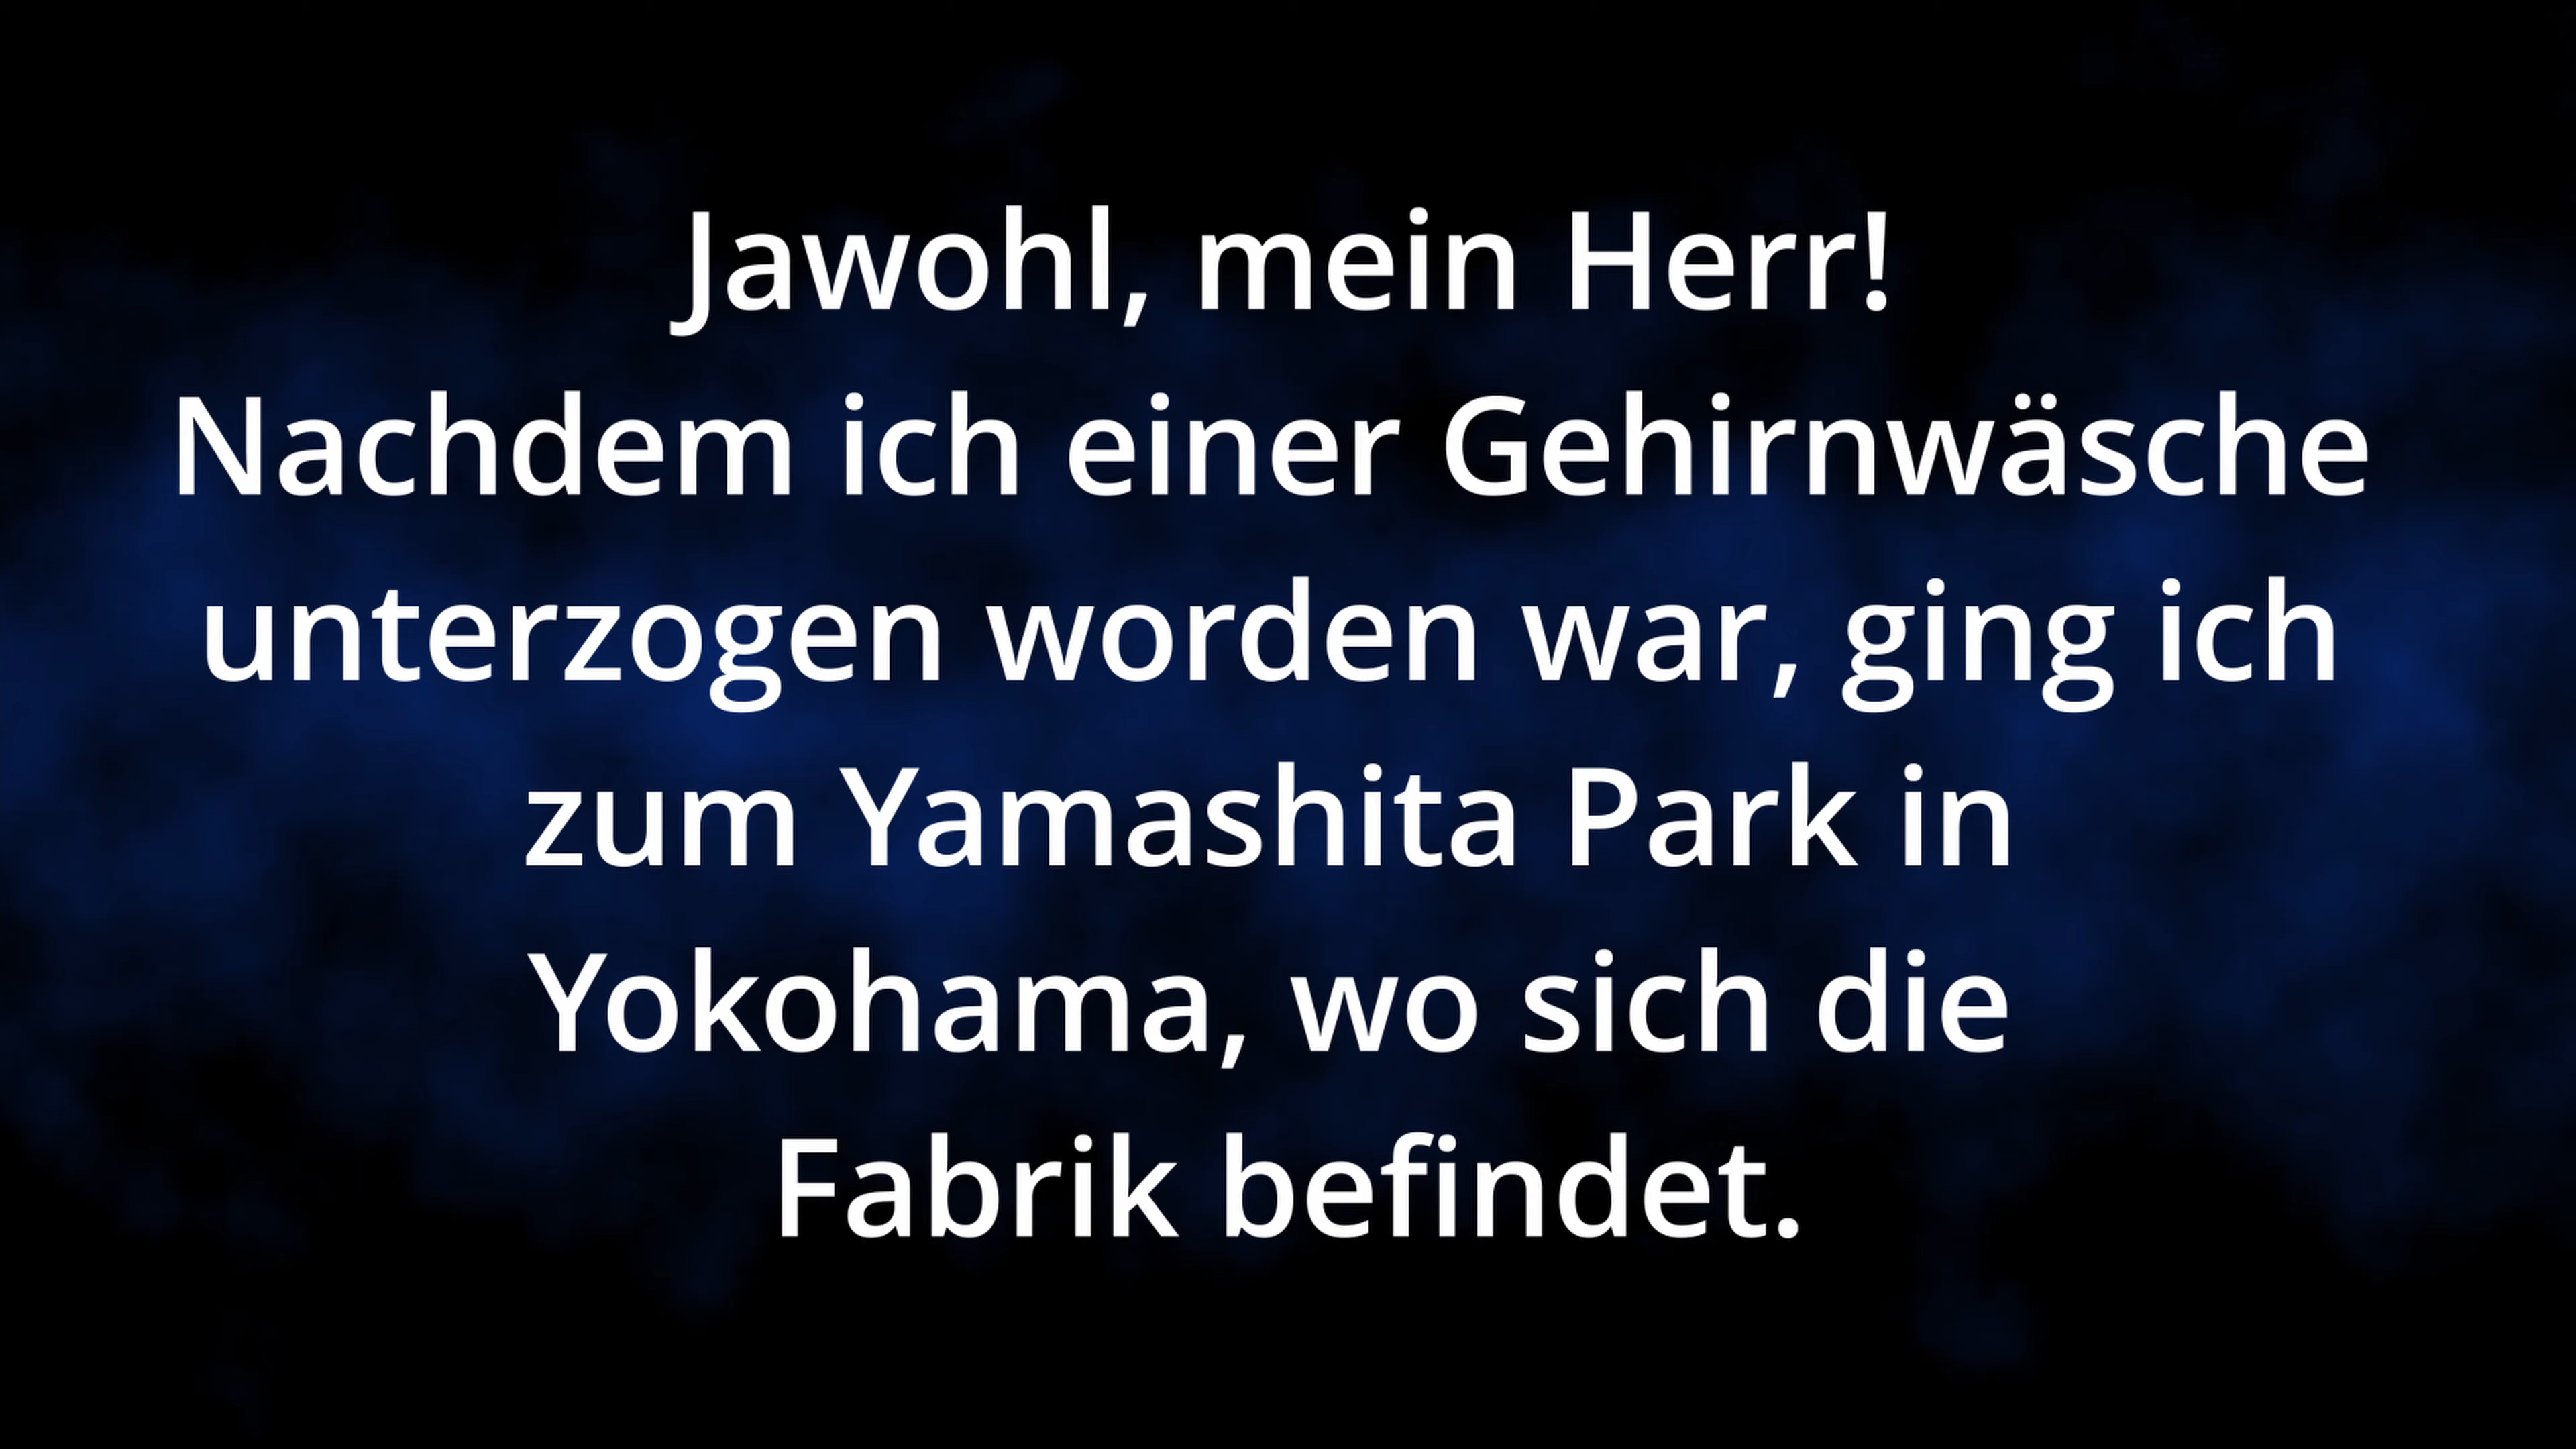 Jawohl, mein Herr!
Nachdem ich einer Gehirnwäsche
unterzogen worden war, ging ich
zum Yamashita Park in
Yokohama, wo sich die
Fabrik befindet.